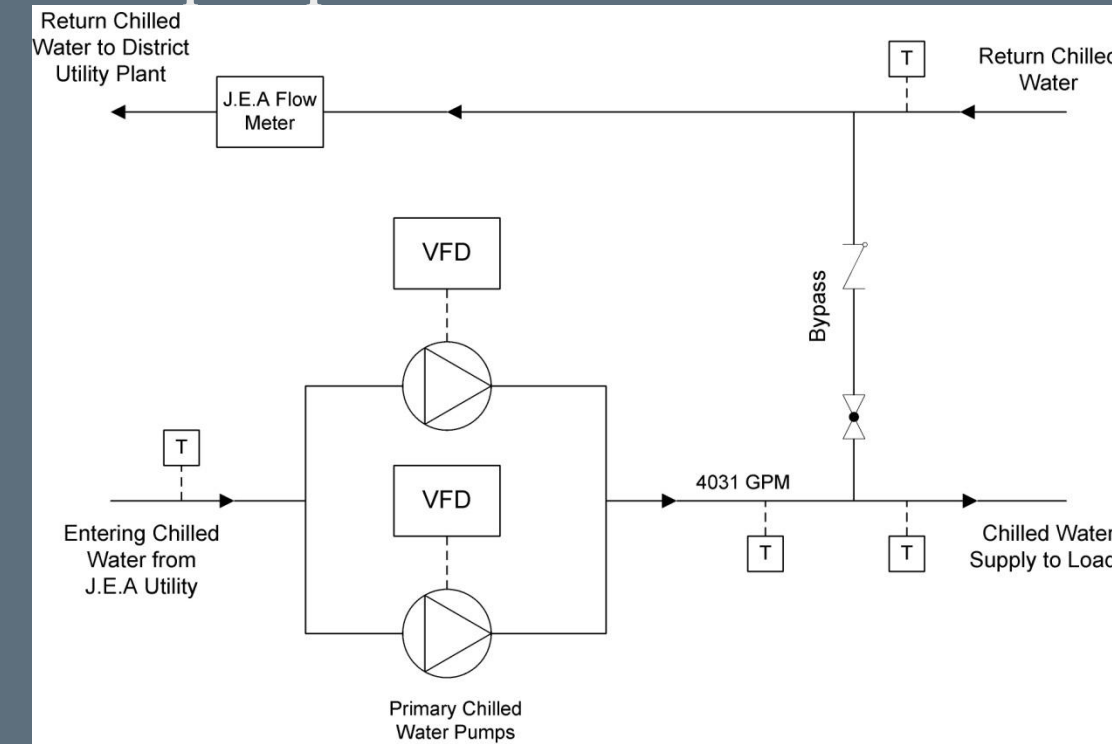 Return Chilled
Water to District
Utility Plant
J.E.A Flow
Meter
T
Return Chilled
Water
VFD
Bypass
T
VFD
4031 GPM
Entering Chilled
Water from
J.E.A Utility
T
T
Chilled Water
Supply to Load
Primary Chilled
Water Pumps